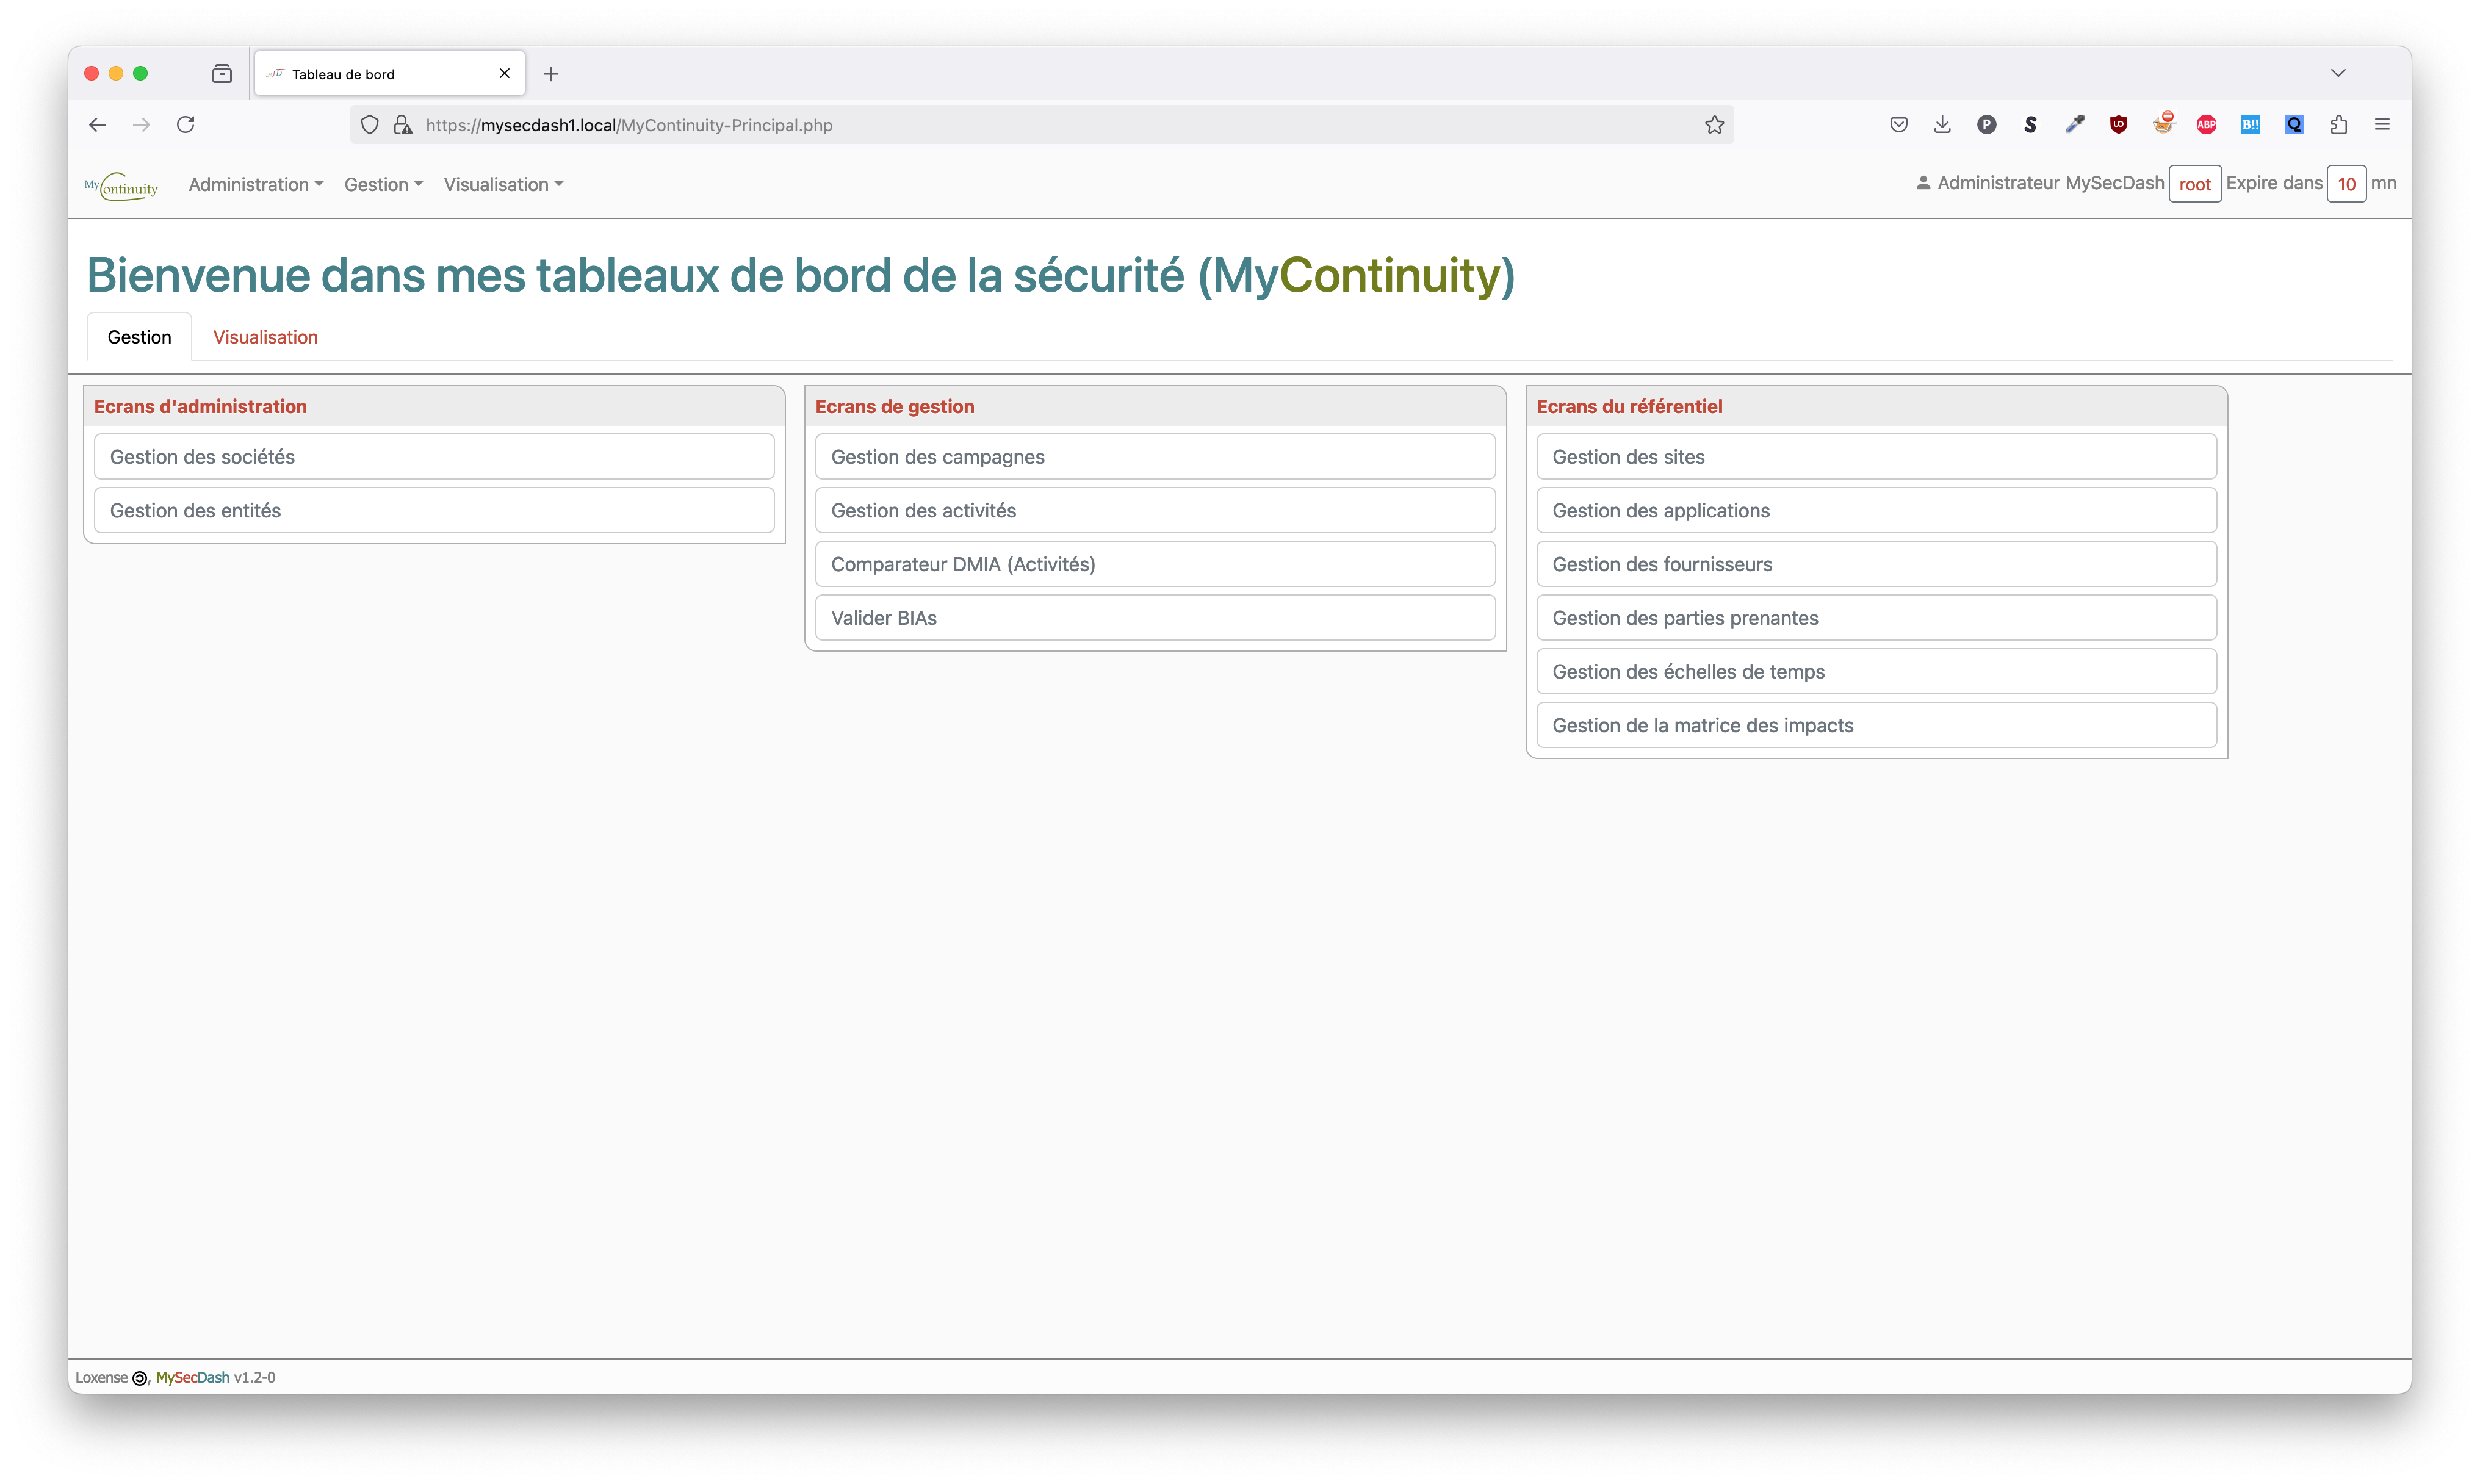 Tableau de bord
https://mysecdash1.local/MyContinuity-Principal.php
P S ABP B!! Q
MyContinuity Administration Gestion Visualisation Administrateur MySecDash root Expire dans 10 mn
Bienvenue dans mes tableaux de bord de la sécurité (MyContinuity)
Gestion Visualisation
Ecrans d'administration
Gestion des sociétés
Gestion des entités
Ecrans de gestion
Gestion des campagnes
Gestion des activités
Comparateur DMIA (Activités)
Valider BIAs
Ecrans du référentiel
Gestion des sites
Gestion des applications
Gestion des fournisseurs
Gestion des parties prenantes
Gestion des échelles de temps
Gestion de la matrice des impacts
Loxense , MySecDash v1.2-0